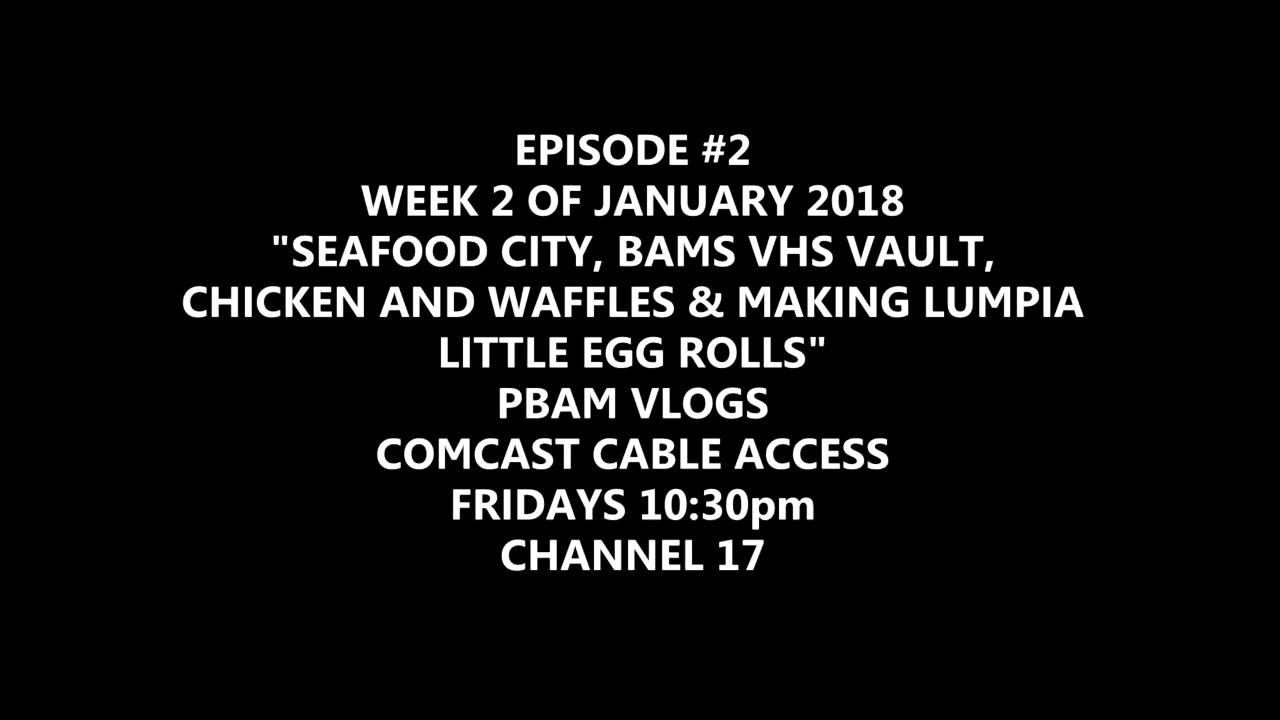 EPISODE #2
WEEK 2 OF JANUARY 2018
"SEAFOOD CITY, BAMS VHS VAULT,
CHICKEN AND WAFFLES & MAKING LUMPIA
LITTLE EGG ROLLS"
PBAM VLOGS
COMCAST CABLE ACCESS
FRIDAYS 10:30pm
CHANNEL 17